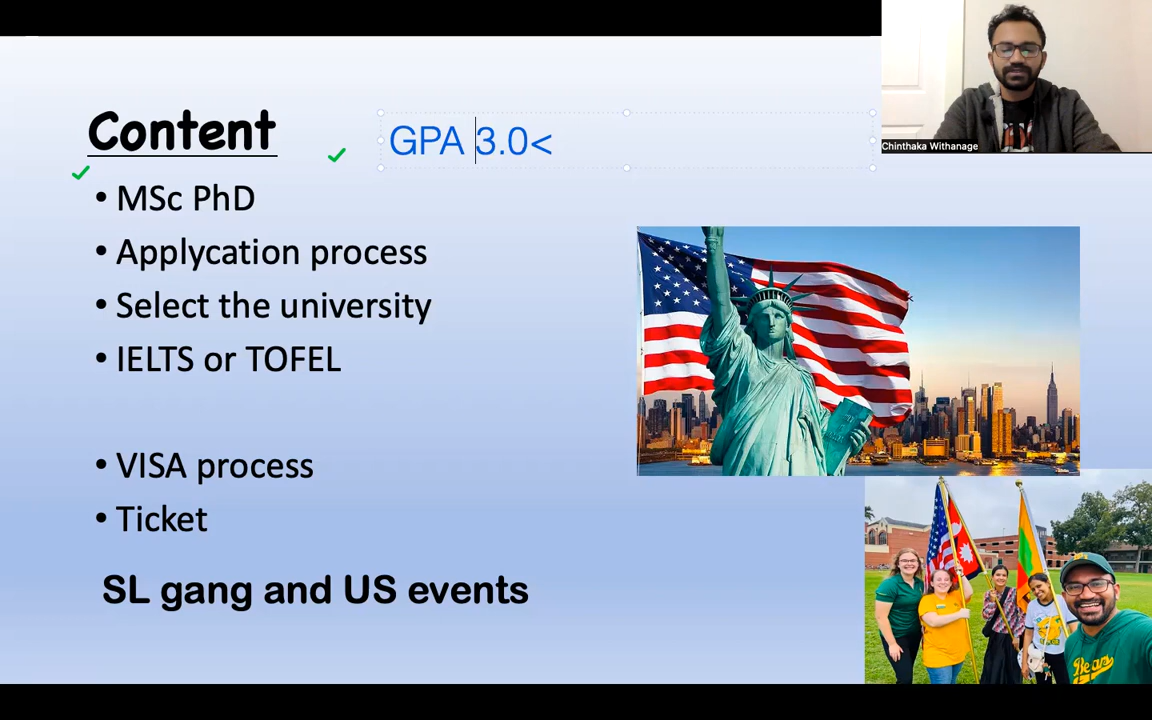 Chinthaka Withanage
Content
GPA 3.0<
• MSc PhD
• Applycation process
• Select the university
• IELTS or TOFEL
• VISA process
• Ticket
SL gang and US events
Bears